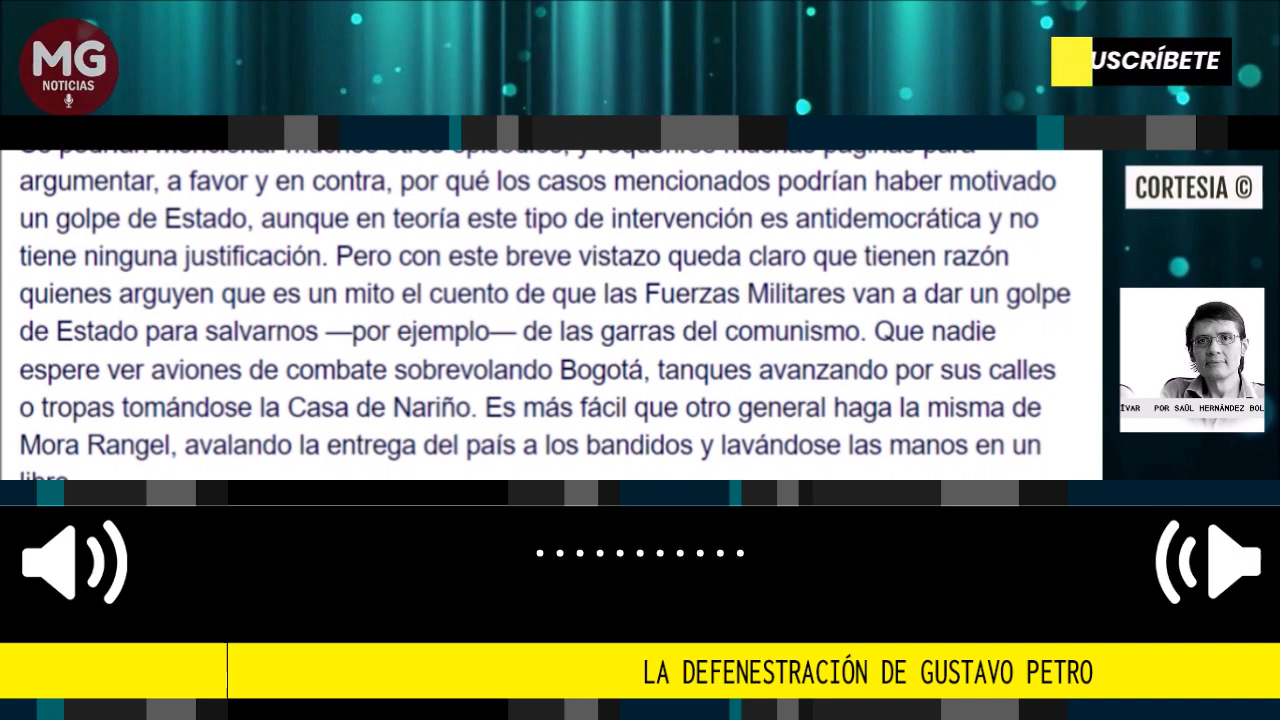 MG
NOTICIAS
USCRÍBETE
argumentar, a favor y en contra, por qué los casos mencionados podrían haber motivado
un golpe de Estado, aunque en teoría este tipo de intervención es antidemocrática y no
tiene ninguna justificación. Pero con este breve vistazo queda claro que tienen razón
quienes arguyen que es un mito el cuento de que las Fuerzas Militares van a dar un golpe
de Estado para salvarnos —por ejemplo— de las garras del comunismo. Que nadie
espere ver aviones de combate sobrevolando Bogotá, tanques avanzando por sus calles
o tropas tomándose la Casa de Nariño. Es más fácil que otro general haga la misma de
Mora Rangel, avalando la entrega del país a los bandidos y lavándose las manos en un
CORTESIA ©
ÍVAR POR SAÚL HERNÁNDEZ BOL
LA DEFENESTRACIÓN DE GUSTAVO PETRO